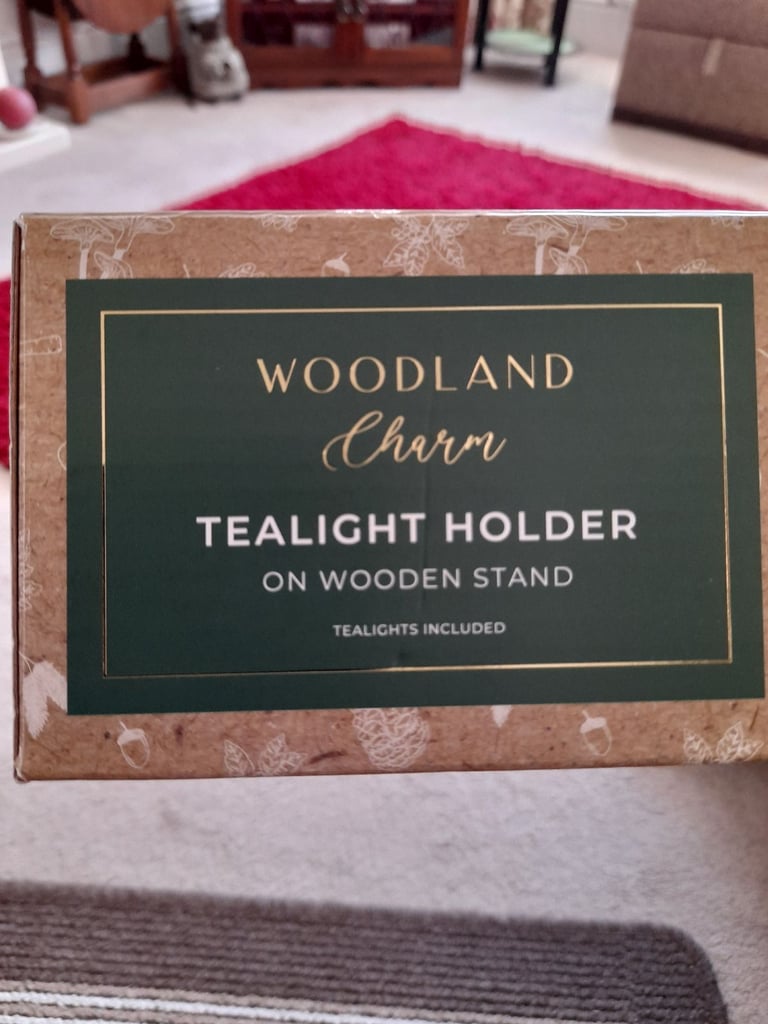 WOODLAND
Charm
TEALIGHT HOLDER
ON WOODEN STAND
TEALIGHTS INCLUDED